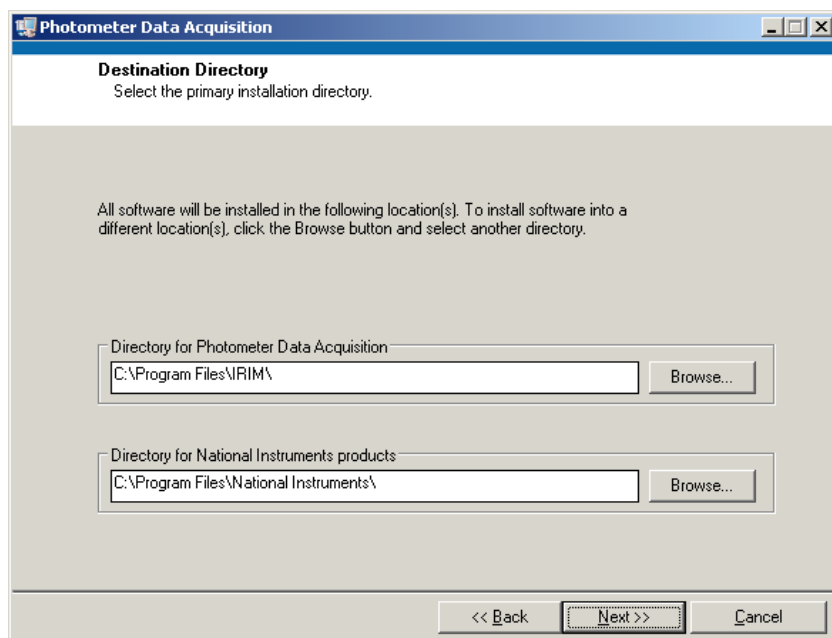 Photometer Data Acquisition
Destination Directory
Select the primary installation directory.
All software will be installed in the following location(s). To install software into a
different location(s), click the Browse button and select another directory.
Directory for Photometer Data Acquisition
C:\Program Files\IRIM\
Browse...
Directory for National Instruments products
C:\Program Files\National Instruments\
Browse...
<< Back
Next >>
Cancel